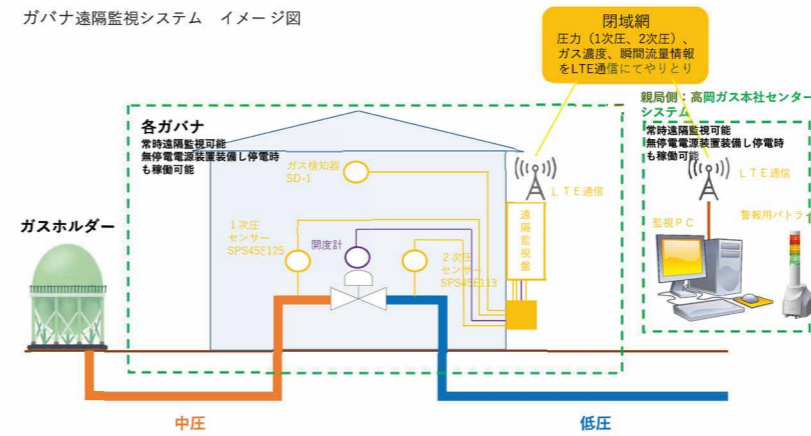 ガバナ遠隔監視システム　イメージ図
閉域網
圧力（1次圧、2次圧）、
ガス濃度、瞬間流量情報
をLTE通信にてやりとり
親局側：高岡ガス本社センター
システム
常時遠隔監視可能
無停電電源装置装備し停電時
も稼働可能
LTE通信
監視PC
警報用パトライ
各ガバナ
常時遠隔監視可能
無停電電源装置装備し停電時
も稼働可能
ガス検知器
SD-1
LTE通信
遠隔監視盤
ガスホルダー
1次圧
センサー
SPS45E125
開度計
2次圧
センサー
SPS45E113
中圧
低圧